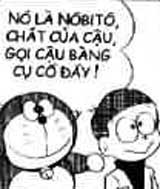 NÓ LÀ NÔBITÔ,
CHẮT CỦA CẬU,
GỌI CẬU BẰNG
CỤ CỐ ĐẤY!